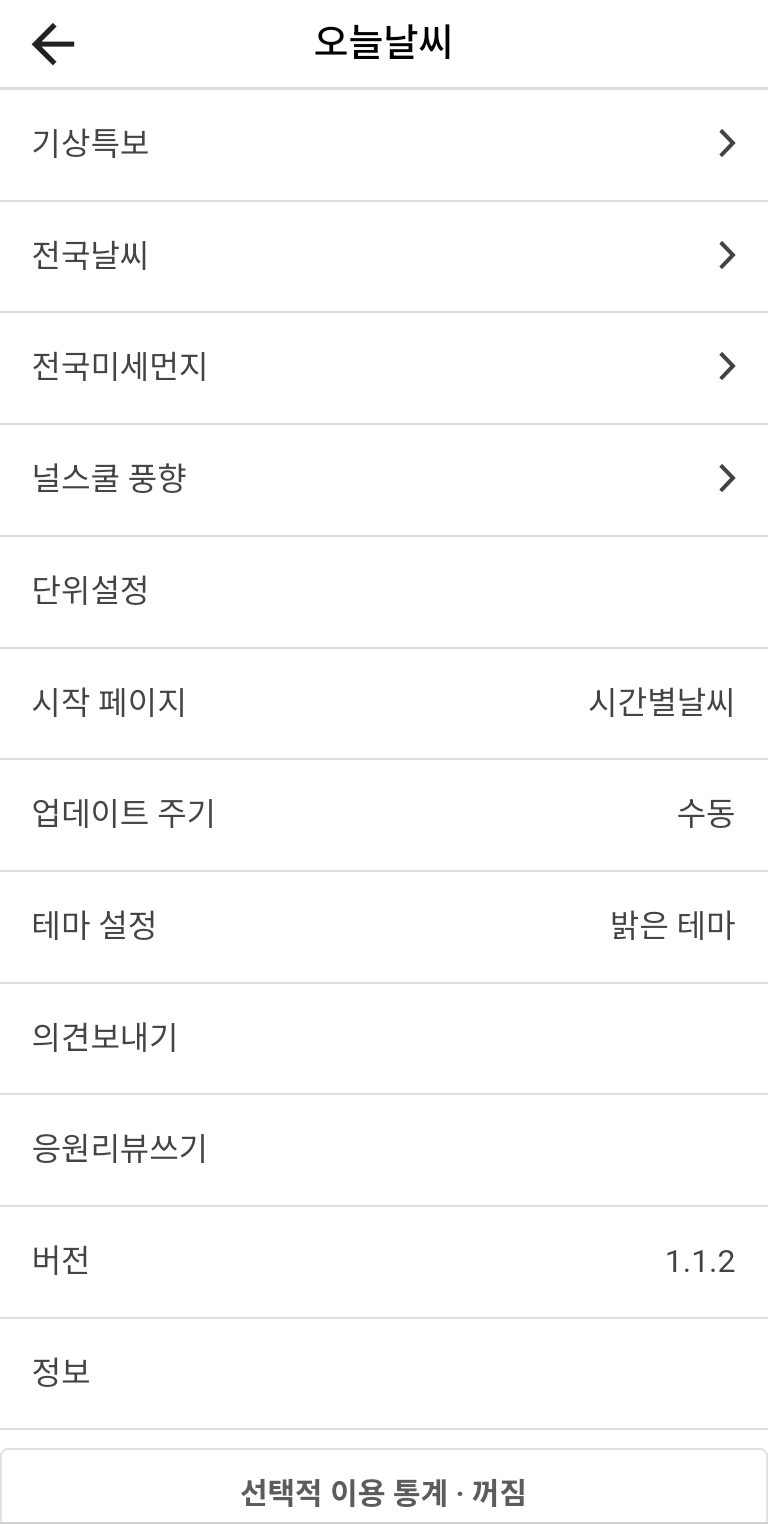 오늘날씨
기상특보
전국날씨
전국미세먼지
널스쿨 풍향
단위설정
시작 페이지 시간별날씨
업데이트 주기 수동
테마 설정 밝은 테마
의견보내기
응원리뷰쓰기
버전 1.1.2
정보
선택적 이용 통계 · 꺼짐